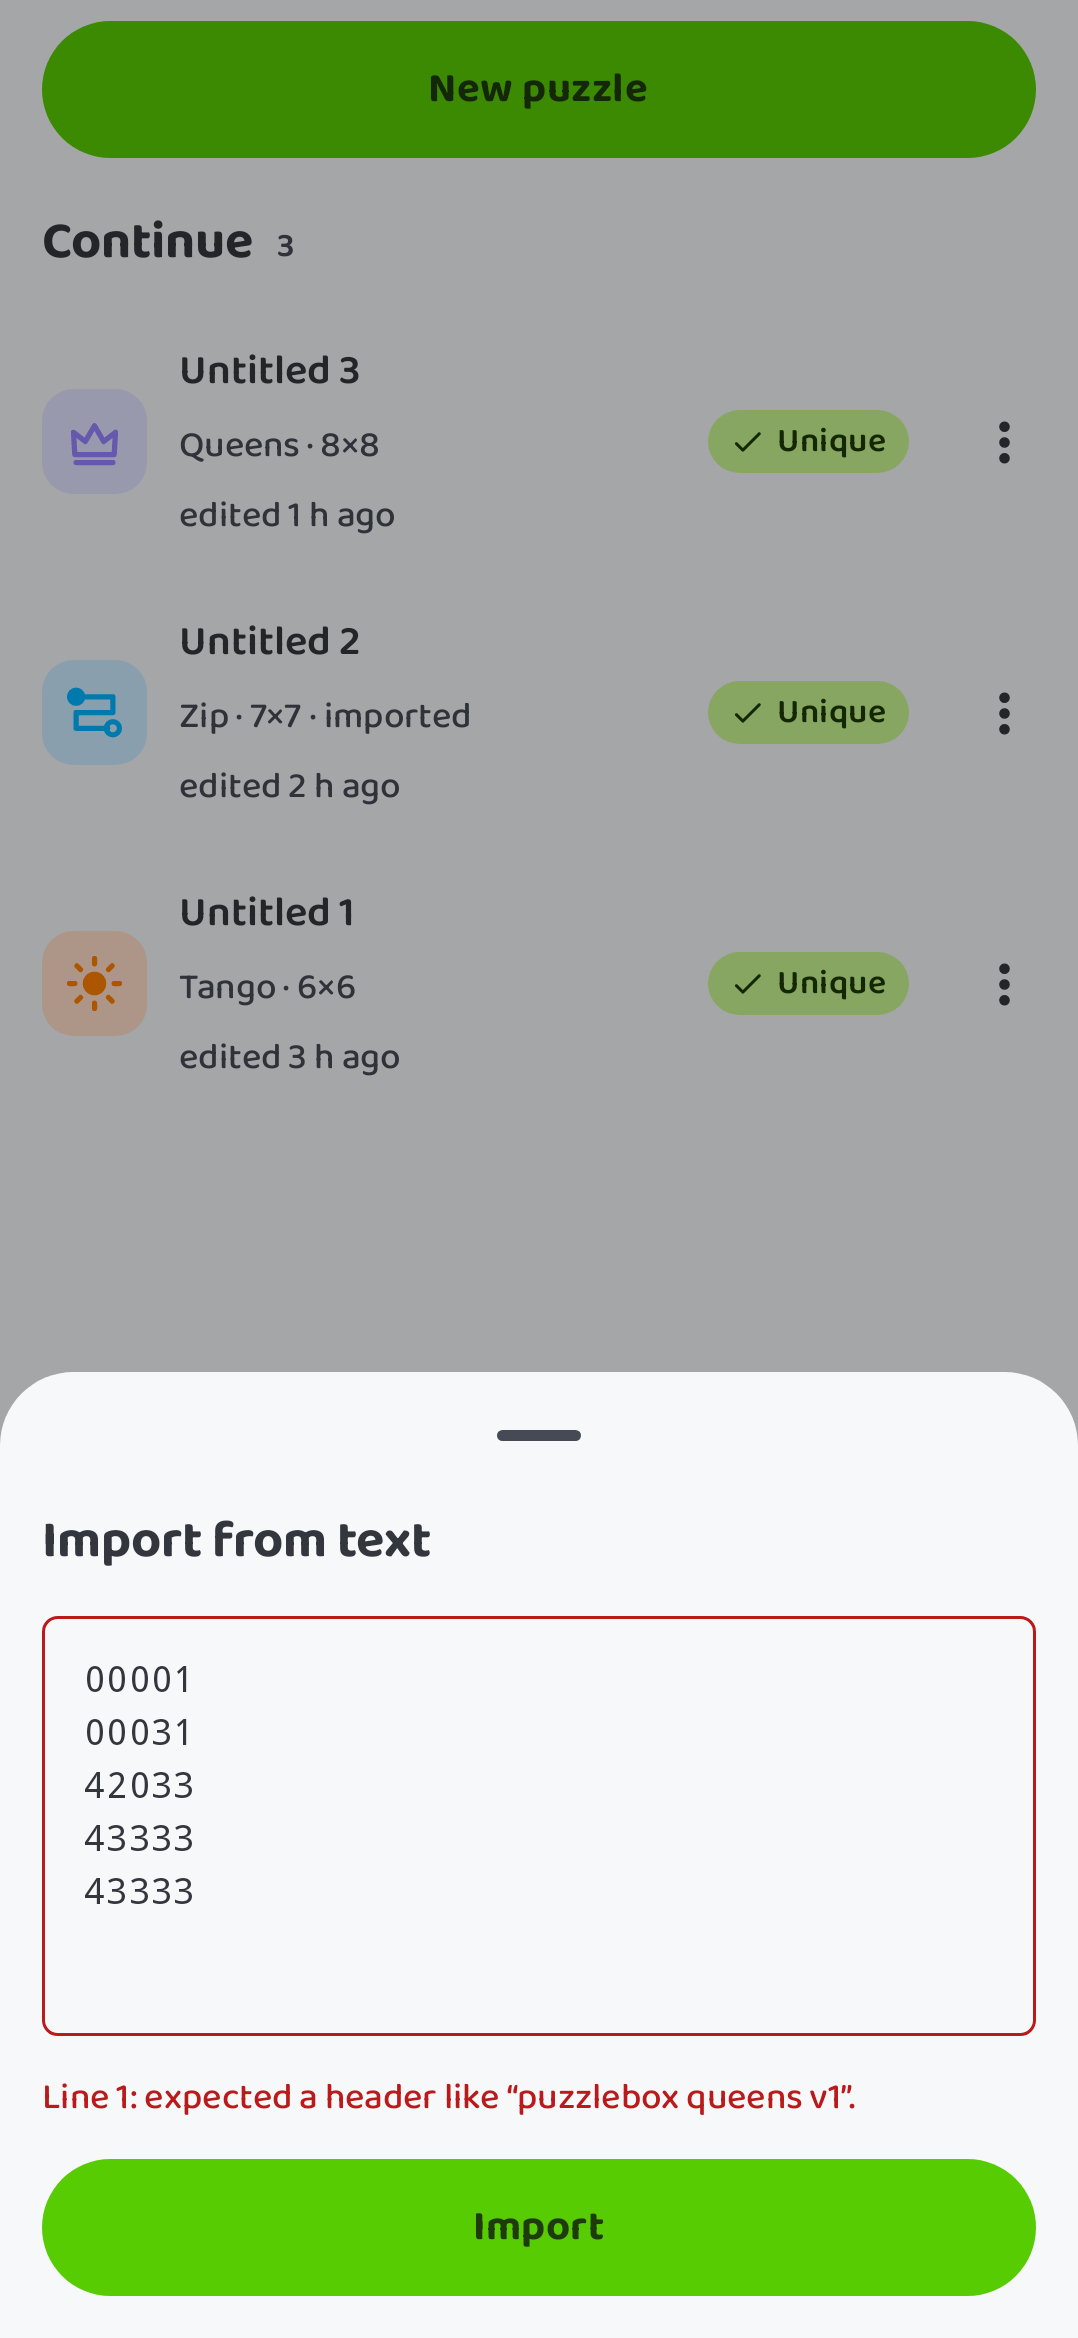 New puzzle
Continue 3
Untitled 3
Queens · 8×8
edited 1 h ago
Unique
Untitled 2
Zip · 7×7 · imported
edited 2 h ago
Unique
Untitled 1
Tango · 6×6
edited 3 h ago
Unique
Import from text
00001
00031
42033
43333
43333
Line 1: expected a header like “puzzlebox queens v1”.
Import